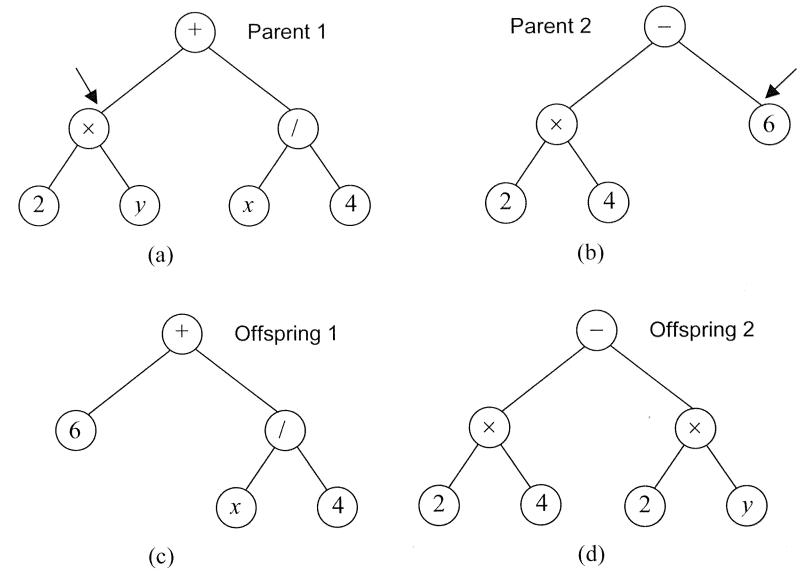 + Parent 1
× /
2 y x 4
(a)
Parent 2 −
× 6
2 4
(b)
+ Offspring 1
6 /
x 4
(c)
− Offspring 2
× ×
2 4 2 y
(d)